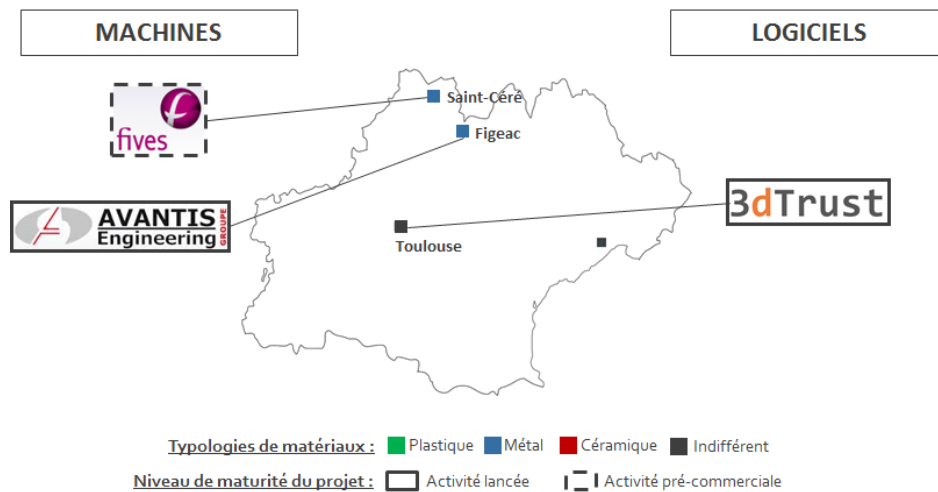 MACHINES
LOGICIELS
Saint-Céré
fives
Figeac
3dTrust
AVANTIS
Engineering
GROUPE
Toulouse
Typologies de matériaux : Plastique Métal Céramique Indifférent
Niveau de maturité du projet : Activité lancée Activité pré-commerciale